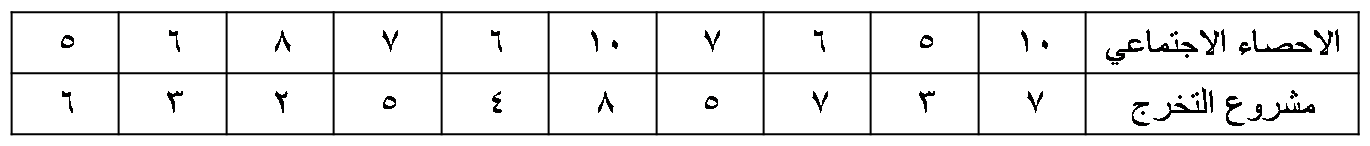 الاحصاء الاجتماعي ١٠ ٥ ٦ ٧ ١٠ ٦ ٧ ٨ ٦ ٥
مشروع التخرج ٧ ٣ ٧ ٥ ٨ ٤ ٥ ٢ ٣ ٦